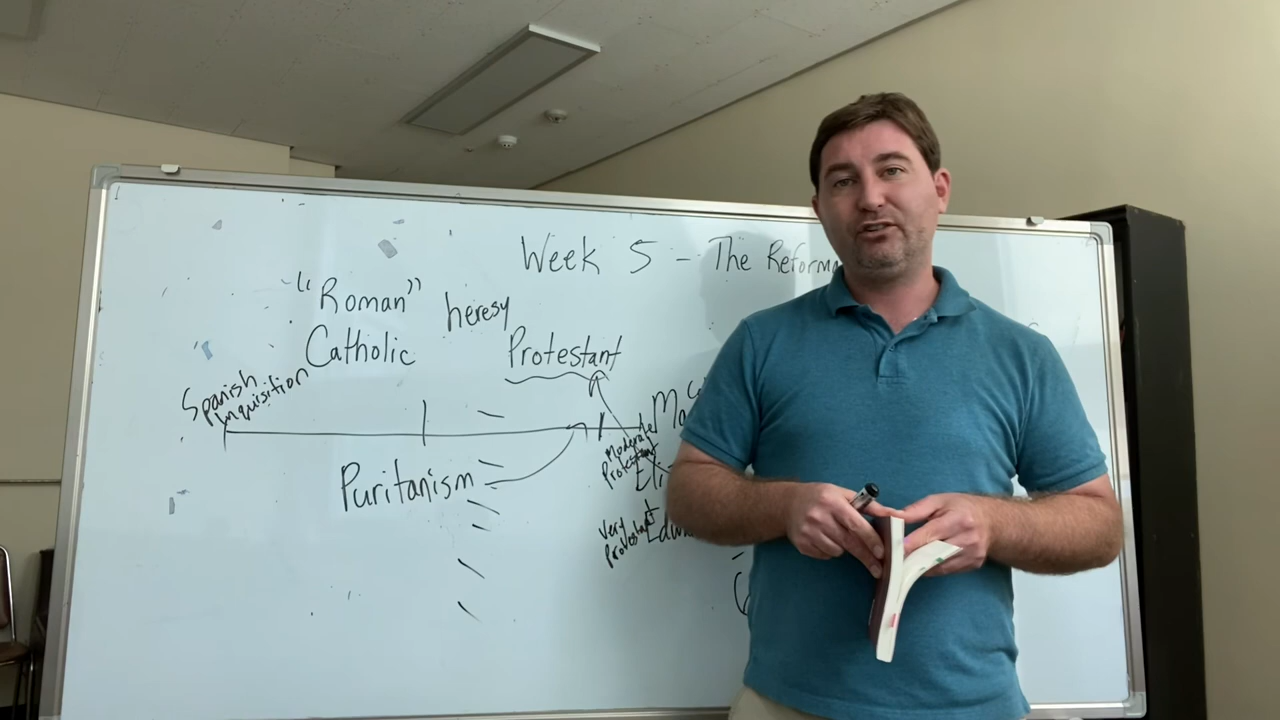 Week 5 - The Reform
"Roman"
Catholic
heresy
Protestant
Spanish
Inquisition
Moderate
Protestant
Puritanism
Very
Protestant